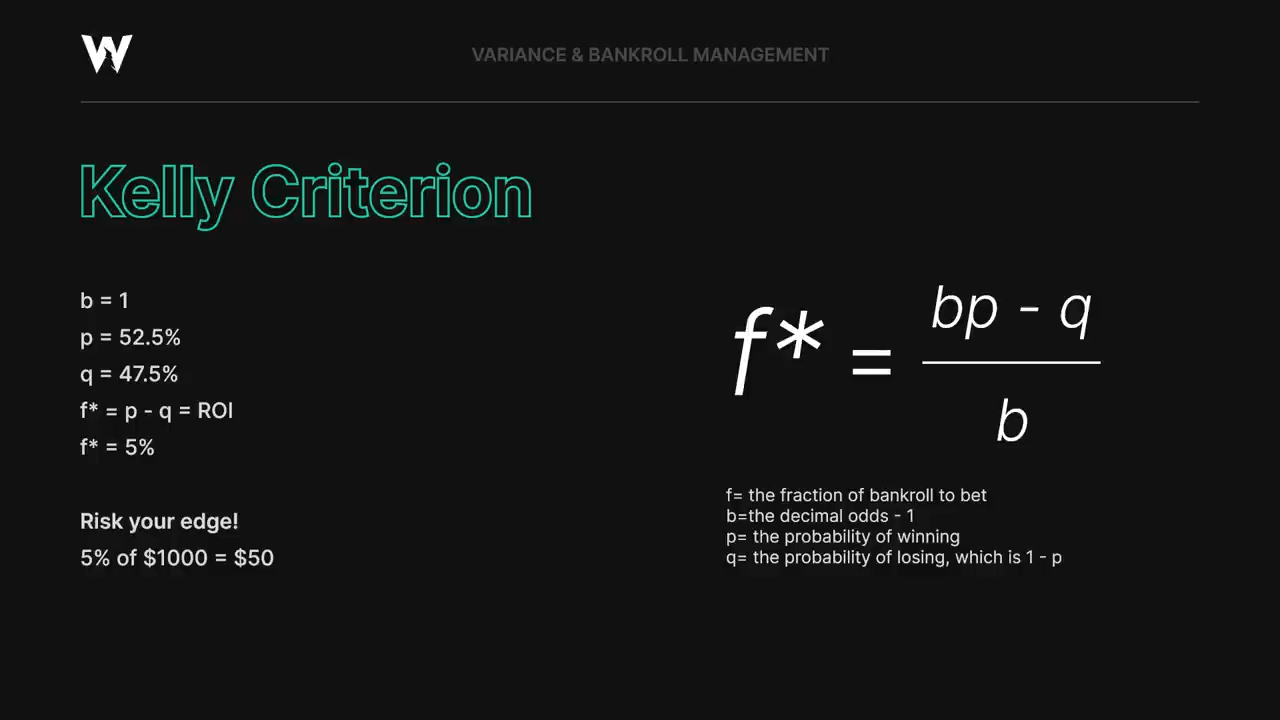 W
VARIANCE & BANKROLL MANAGEMENT
Kelly Criterion
b = 1
p = 52.5%
q = 47.5%
f* = p - q = ROI
f* = 5%
Risk your edge!
5% of $1000 = $50
f* = bp - q
b
f= the fraction of bankroll to bet
b=the decimal odds - 1
p= the probability of winning
q= the probability of losing, which is 1 - p